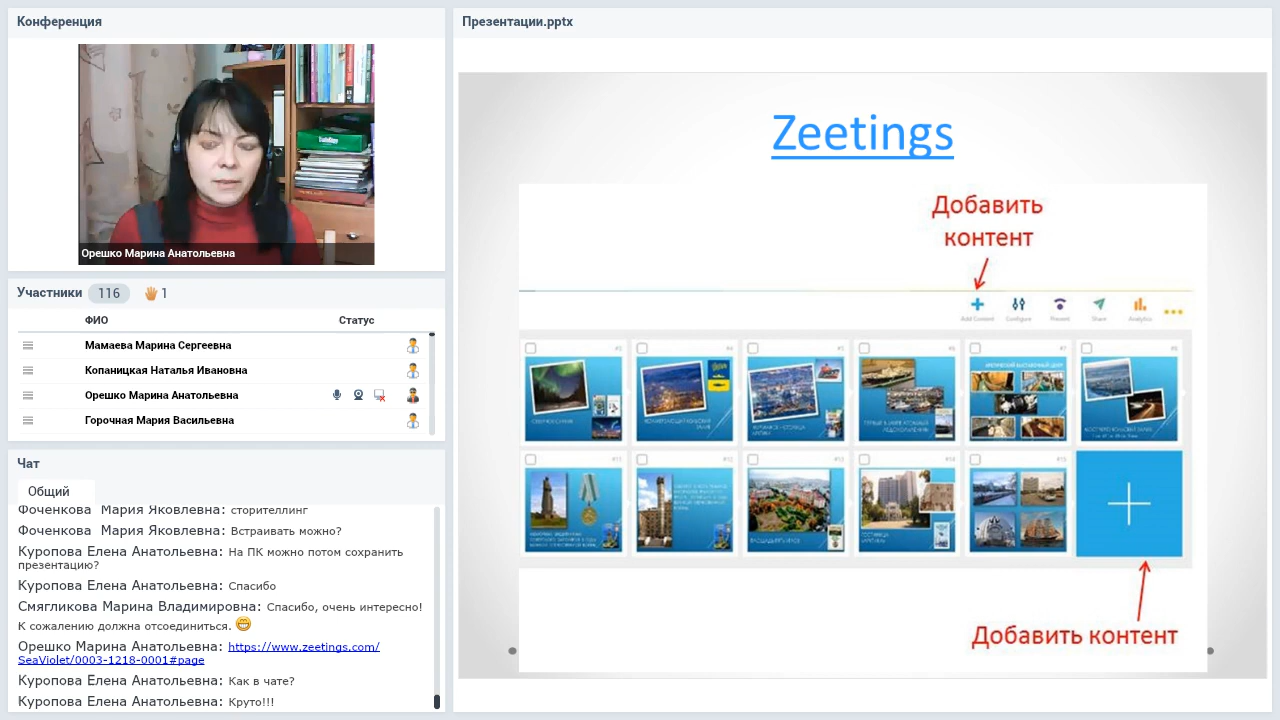 Конференция
Орешко Марина Анатольевна
Участники 116 1
ФИО Статус
Мамаева Марина Сергеевна
Копаницкая Наталья Ивановна
Орешко Марина Анатольевна
Горочная Мария Васильевна
Чат
Общий
Фоченкова Мария Яковлевна: сторителлинг
Фоченкова Мария Яковлевна: Встраивать можно?
Куропова Елена Анатольевна: На ПК можно потом сохранить
презентацию?
Куропова Елена Анатольевна: Спасибо
Смягликова Марина Владимировна: Спасибо, очень интересно!
К сожалению должна отсоединиться.
Орешко Марина Анатольевна: https://www.zeetings.com/
SeaViolet/0003-1218-0001#page
Куропова Елена Анатольевна: Как в чате?
Куропова Елена Анатольевна: Круто!!!
Презентации.pptx
Zeetings
Добавить
контент
Add Content Configure Present Share Analytics
Добавить контент